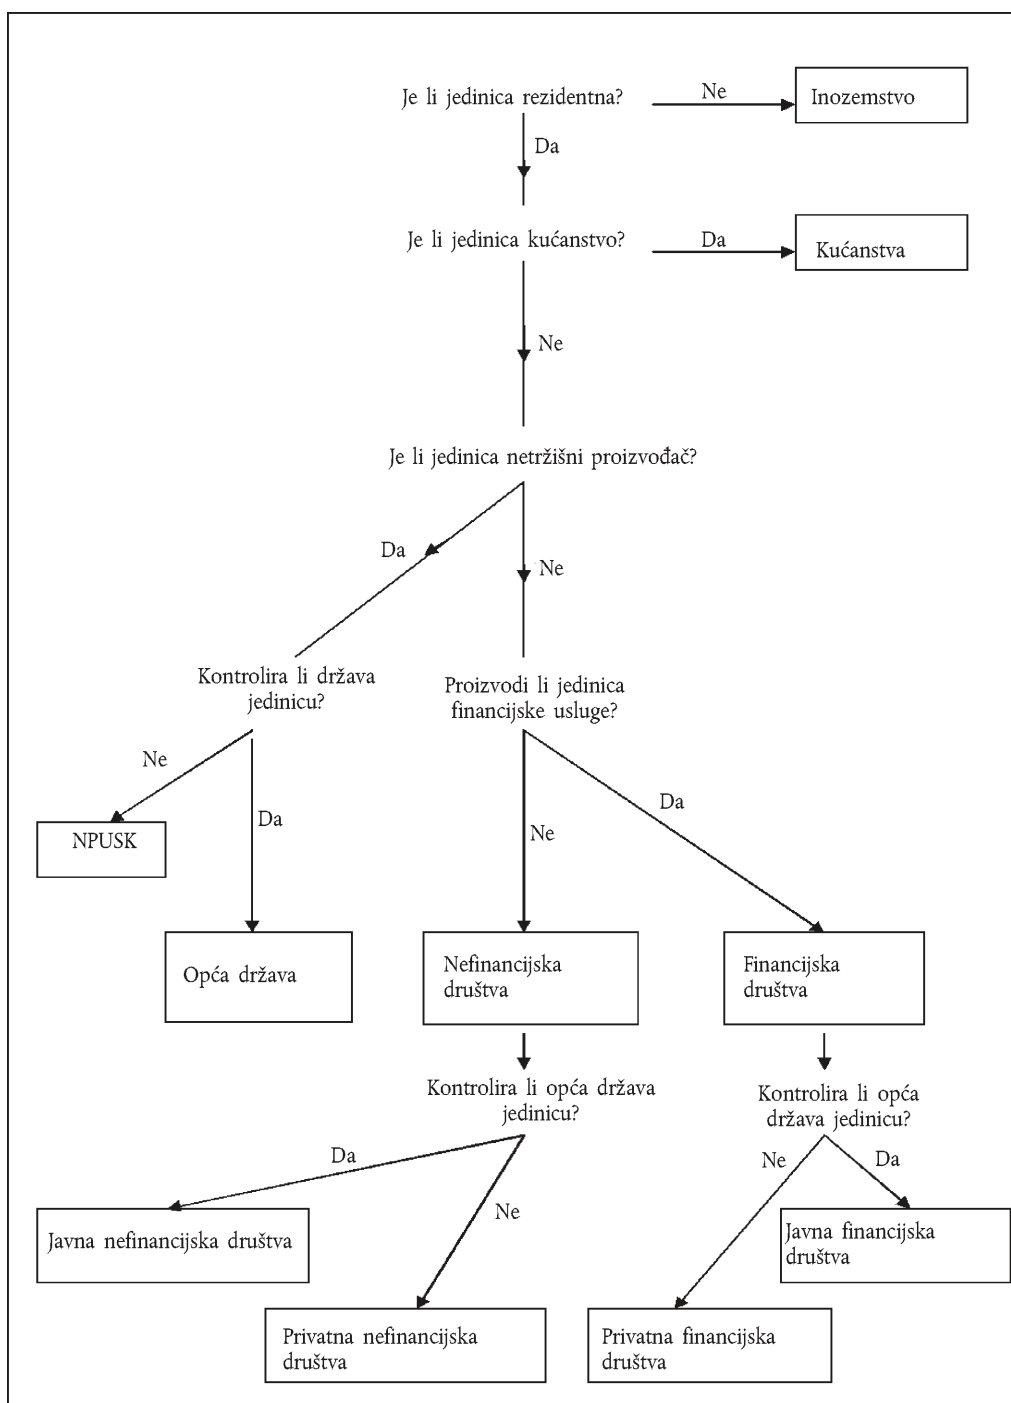 Je li jedinica rezidentna?
Ne
Inozemstvo
Da
Je li jedinica kućanstvo?
Da
Kućanstva
Ne
Je li jedinica netržišni proizvođač?
Da
Ne
Kontrolira li država
jedinicu?
Proizvodi li jedinica
financijske usluge?
Ne
Da
Ne
Da
NPUSK
Opća država
Nefinancijska
društva
Financijska
društva
Kontrolira li opća država
jedinicu?
Kontrolira li opća
država jedinicu?
Da
Ne
Ne
Da
Javna nefinancijska društva
Javna financijska
društva
Privatna nefinancijska
društva
Privatna financijska
društva